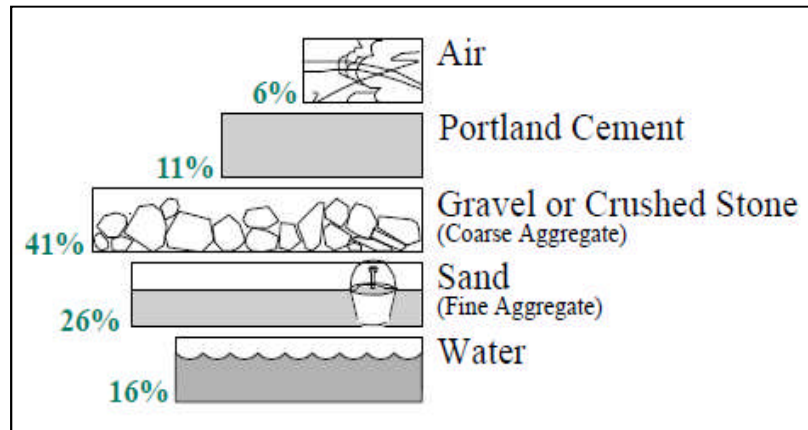 Air
6%
Portland Cement
11%
Gravel or Crushed Stone
(Coarse Aggregate)
41%
Sand
(Fine Aggregate)
26%
Water
16%